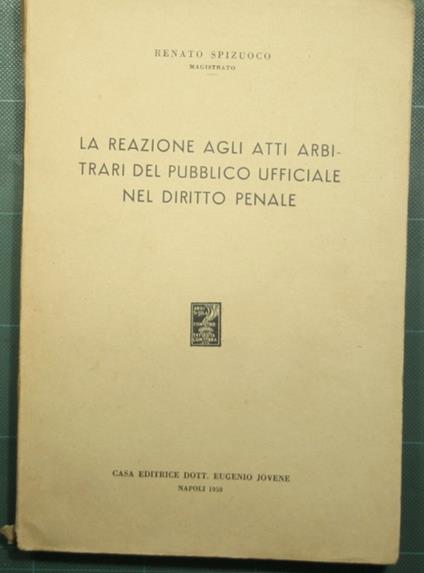 RENATO SPIZUOCO
MAGISTRATO
LA REAZIONE AGLI ATTI ARBI-
TRARI DEL PUBBLICO UFFICIALE
NEL DIRITTO PENALE
CASA EDITRICE DOTT. EUGENIO JOVENE
NAPOLI 1950